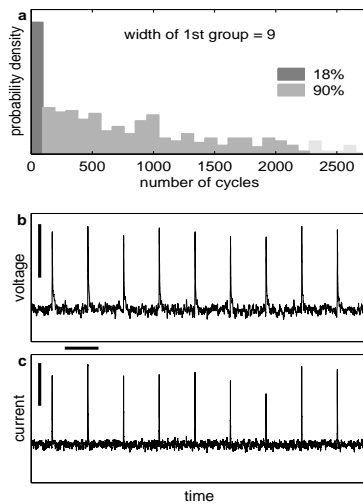 a
width of 1st group = 9
18%
90%
probability density
0 500 1000 1500 2000 2500
number of cycles
b
voltage
c
current
time